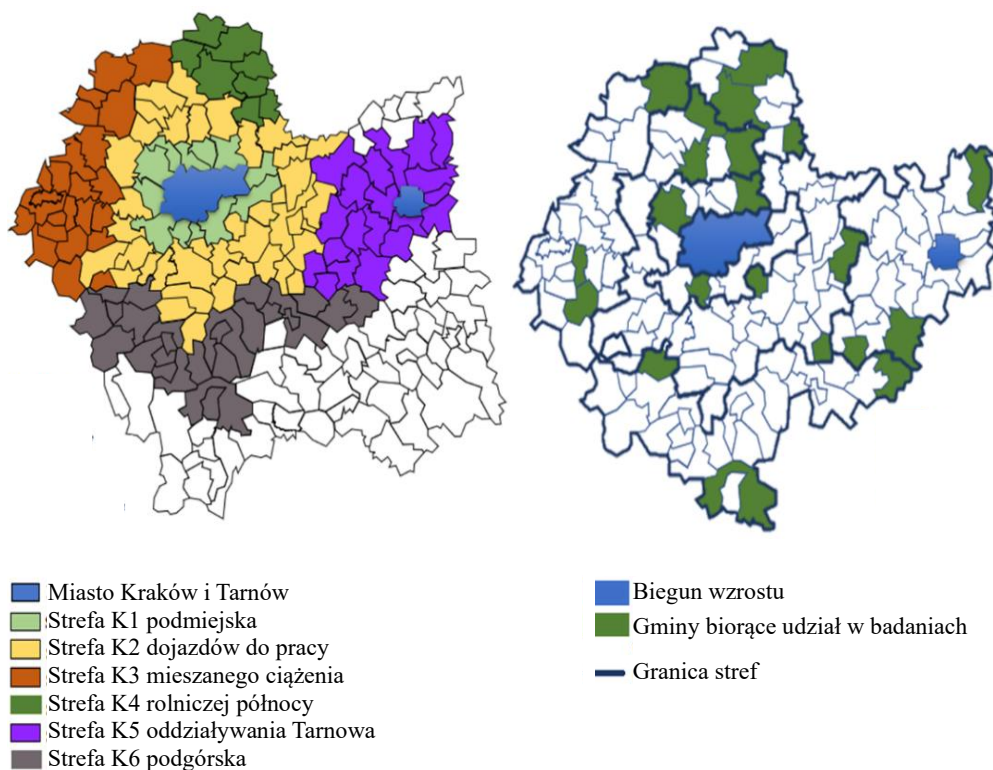 Miasto Kraków i Tarnów
Strefa K1 podmiejska
Strefa K2 dojazdów do pracy
Strefa K3 mieszanego ciążenia
Strefa K4 rolniczej północy
Strefa K5 oddziaływania Tarnowa
Strefa K6 podgórska
Biegun wzrostu
Gminy biorące udział w badaniach
Granica stref